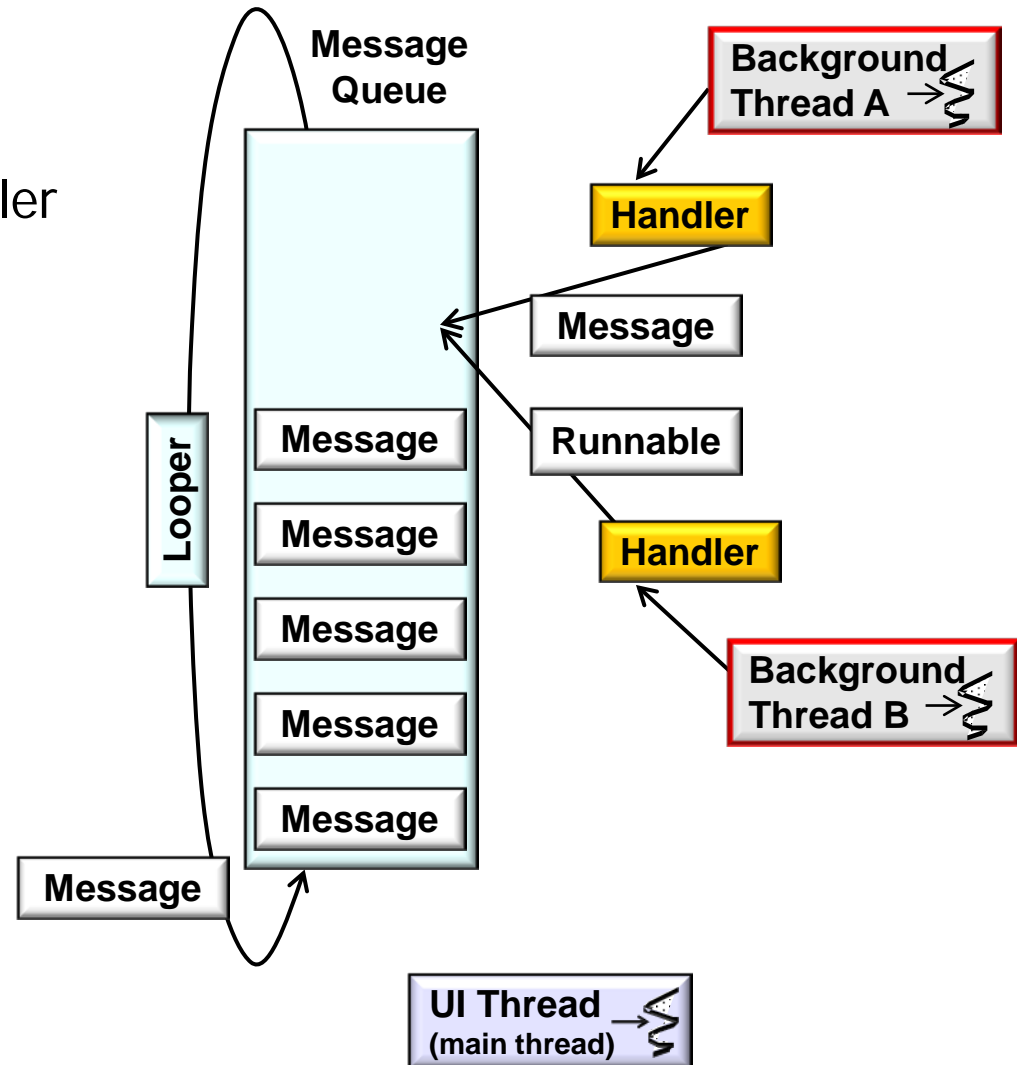 Message
Queue
Background
Thread A
ler
Handler
Message
Message
Runnable
Looper
Message
Handler
Message
Background
Thread B
Message
Message
Message
UI Thread
(main thread)